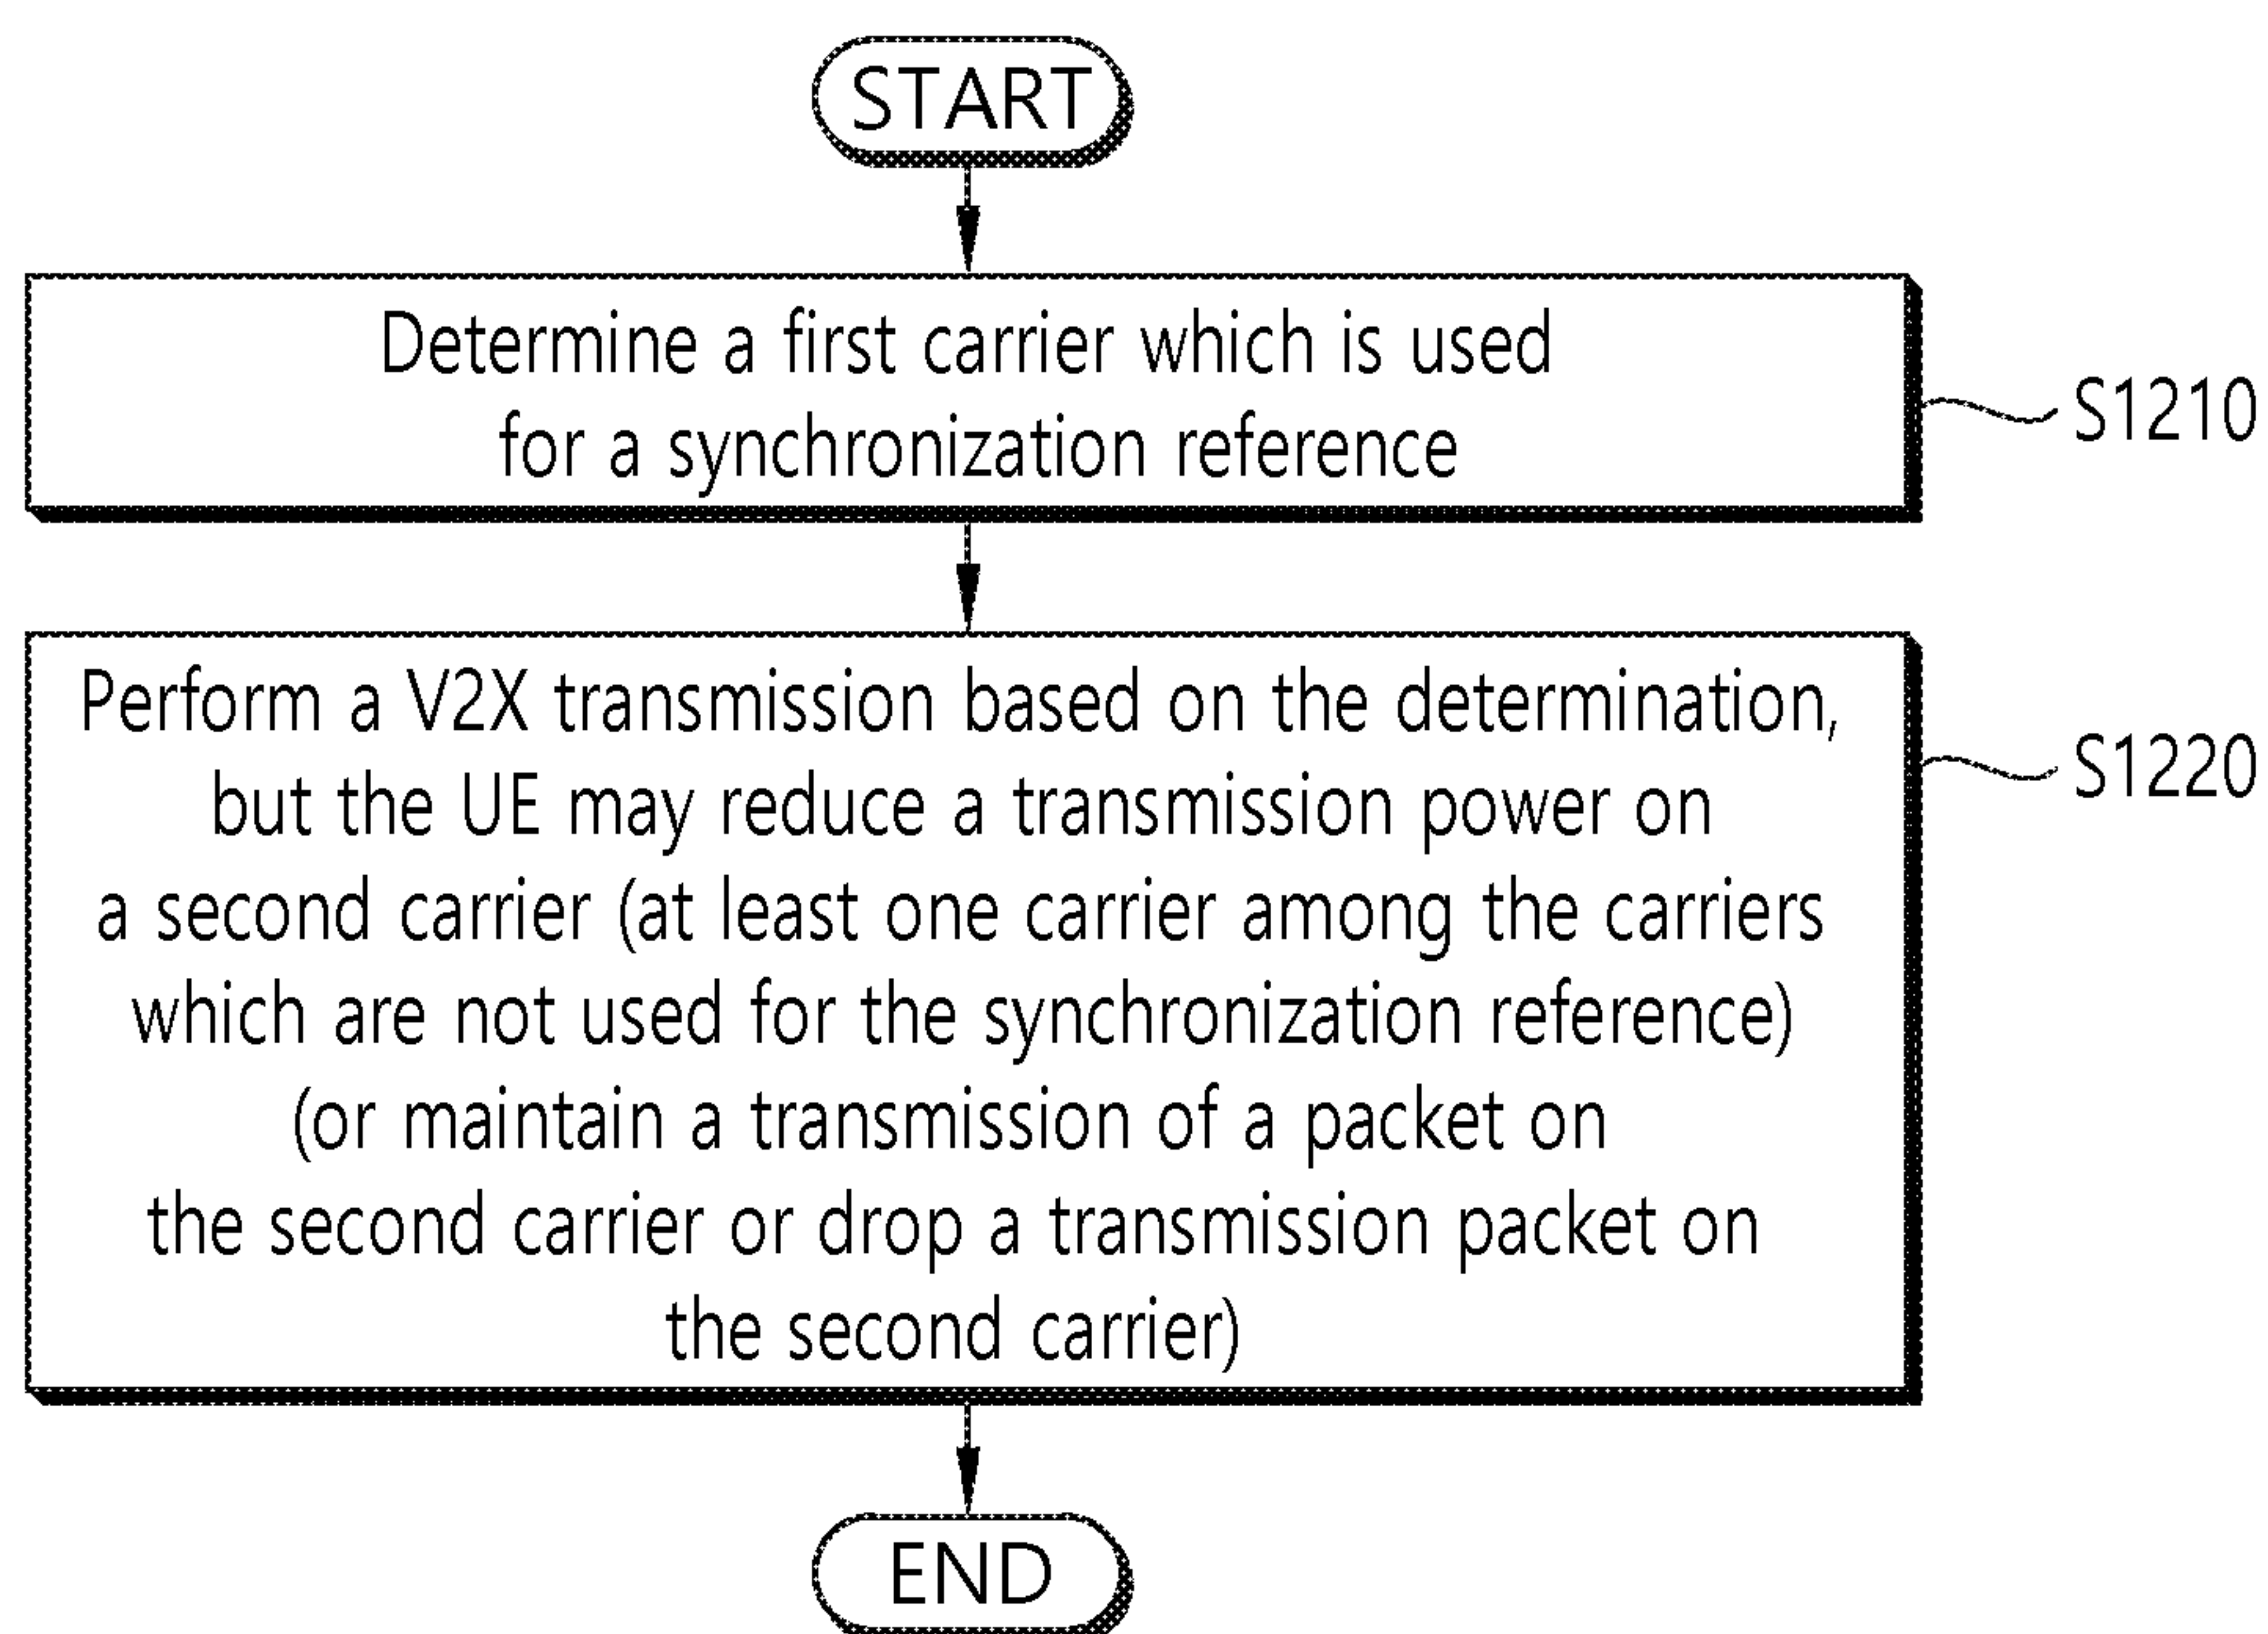 START
Determine a first carrier which is used
for a synchronization reference
S1210
Perform a V2X transmission based on the determination,
but the UE may reduce a transmission power on
a second carrier (at least one carrier among the carriers
which are not used for the synchronization reference)
(or maintain a transmission of a packet on
the second carrier or drop a transmission packet on
the second carrier)
S1220
END